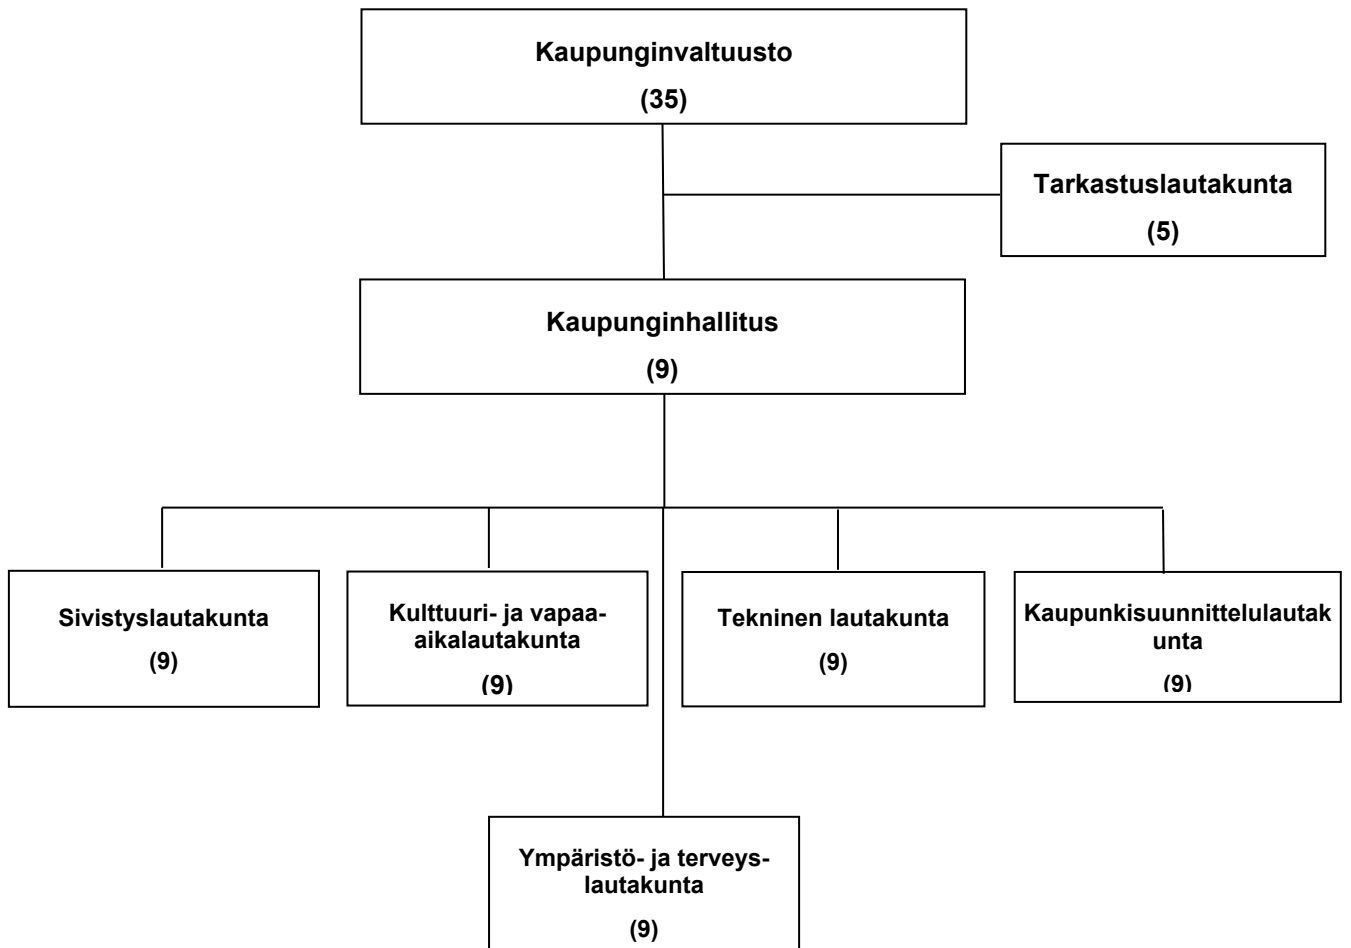 Kaupunginvaltuusto
(35)
Tarkastuslautakunta
(5)
Kaupunginhallitus
(9)
Sivistyslautakunta
(9)
Kulttuuri- ja vapaa-
aikalautakunta
(9)
Tekninen lautakunta
(9)
Kaupunkisuunnittelulautak
unta
(9)
Ympäristö- ja terveys-
lautakunta
(9)